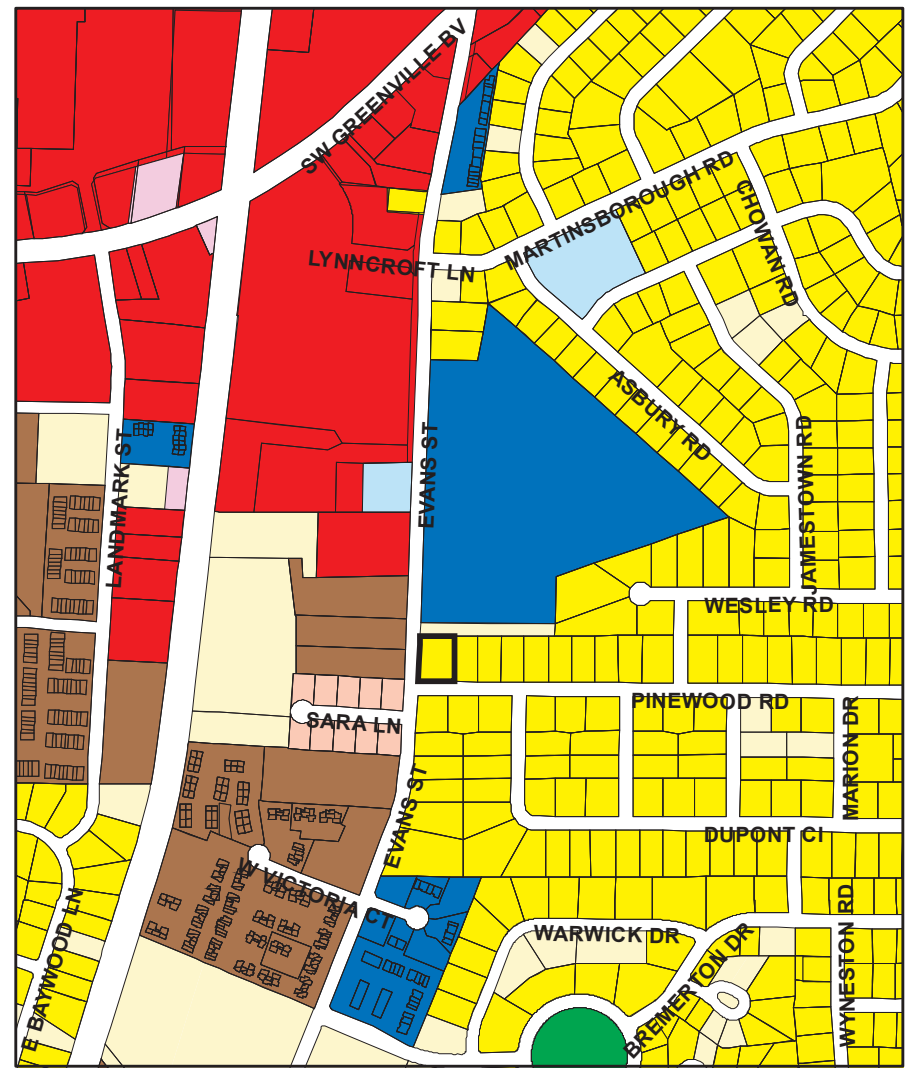 SW GREENVILLE BV
MARTINSBOROUGH RD
CHOWAN RD
LYNNCROFT LN
ASBURY RD
EVANS ST
LANDMARK ST
JAMESTOWN RD
WESLEY RD
PINEWOOD RD
SARA LN
MARION DR
EVANS ST
DUPONT CI
W VICTORIA CT
WARWICK DR
BREMERTON DR
WYNESTON RD
E BAYWOOD LN